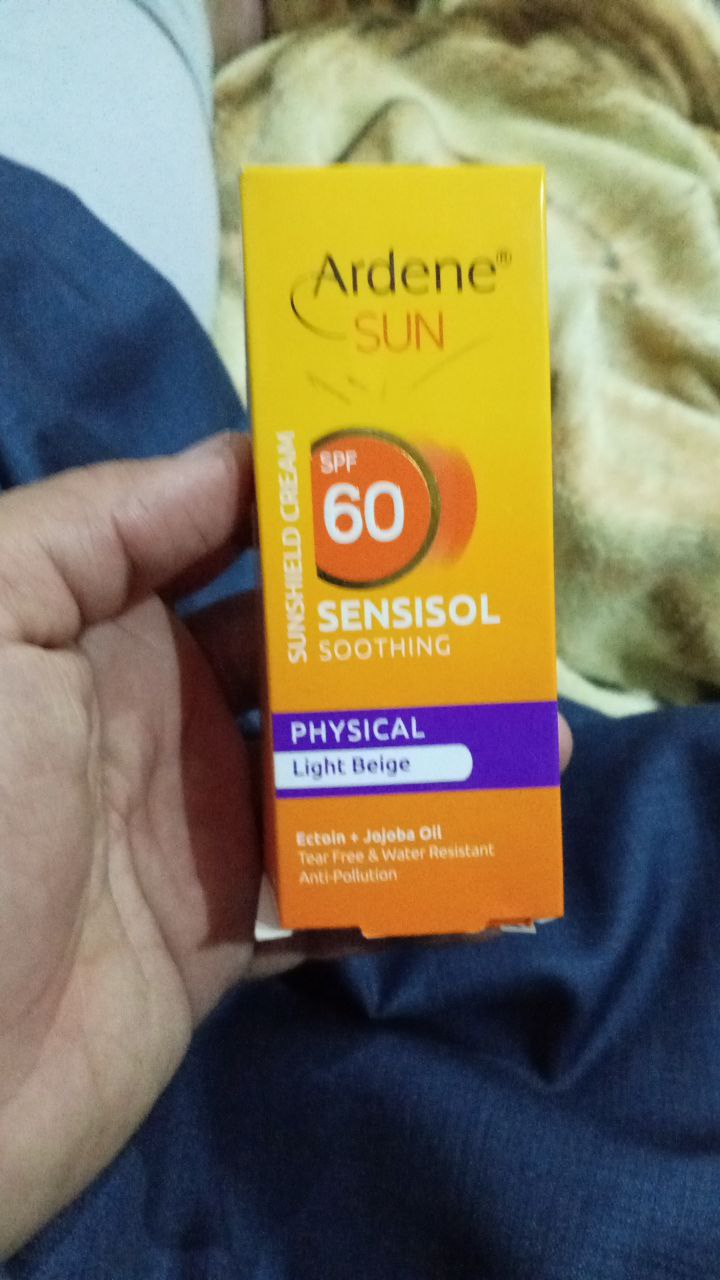 Ardene®
SUN
SUNSHIELD CREAM
SPF
60
SENSISOL
SOOTHING
PHYSICAL
Light Beige
Ectoin + Jojoba Oil
Tear Free & Water Resistant
Anti-Pollution